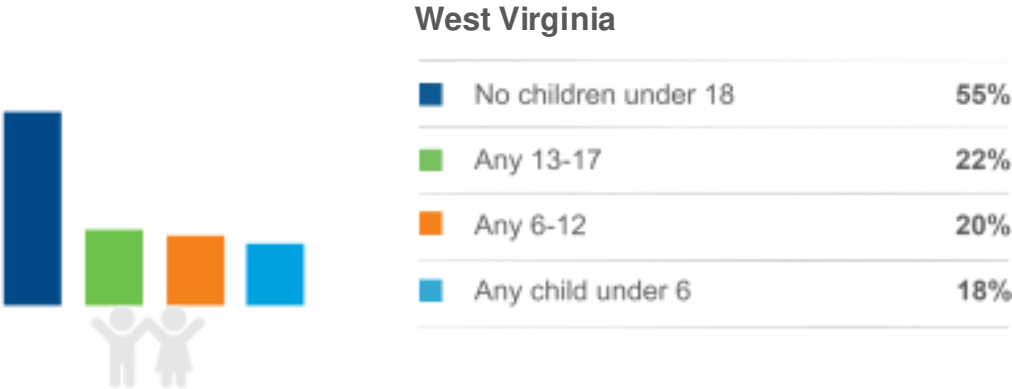 West Virginia
No children under 18 55%
Any 13-17 22%
Any 6-12 20%
Any child under 6 18%